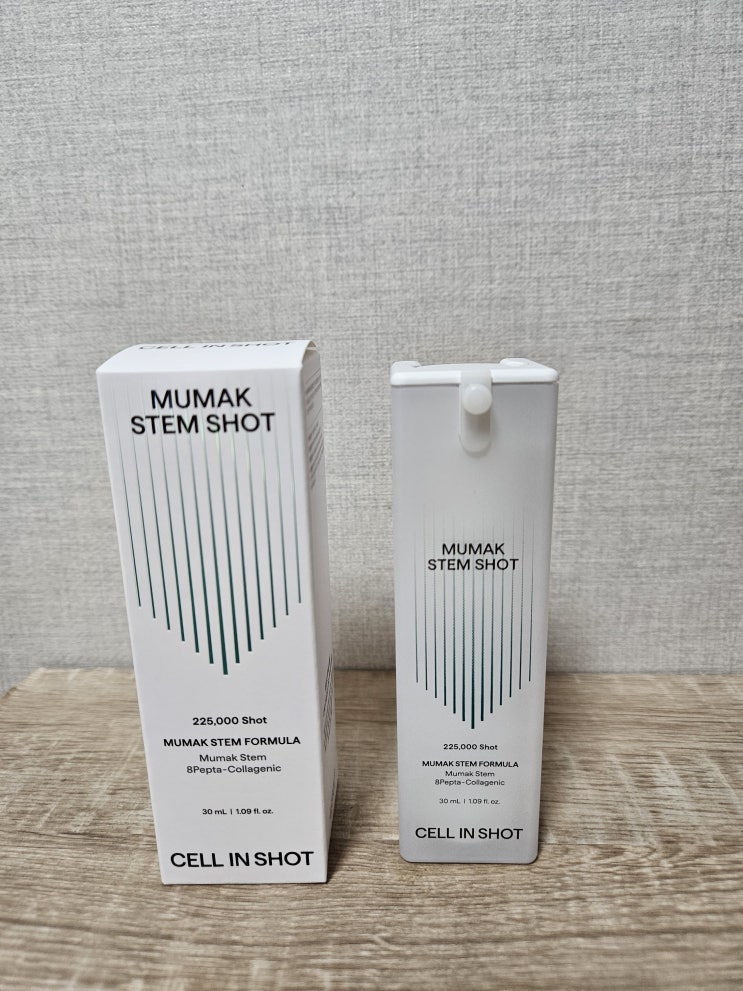 CELL IN SHOT
MUMAK
STEM SHOT
225,000 Shot
MUMAK STEM FORMULA
Mumak Stem
8Pepta-Collagenic
30 mL | 1.09 fl. oz.
CELL IN SHOT
MUMAK
STEM SHOT
225,000 Shot
MUMAK STEM FORMULA
Mumak Stem
8Pepta-Collagenic
30 mL | 1.09 fl. oz.
CELL IN SHOT